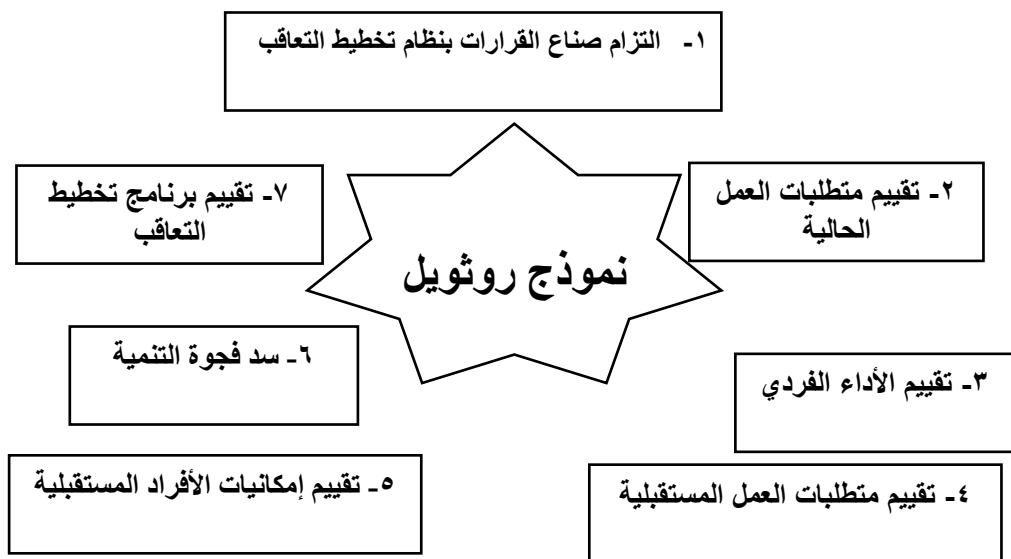 ١- التزام صناع القرارات بنظام تخطيط التعاقب
٢- تقييم متطلبات العمل
الحالية
٣- تقييم الأداء الفردي
٤- تقييم متطلبات العمل المستقبلية
٥- تقييم إمكانيات الأفراد المستقبلية
٦- سد فجوة التنمية
٧- تقييم برنامج تخطيط
التعاقب
نموذج روثويل